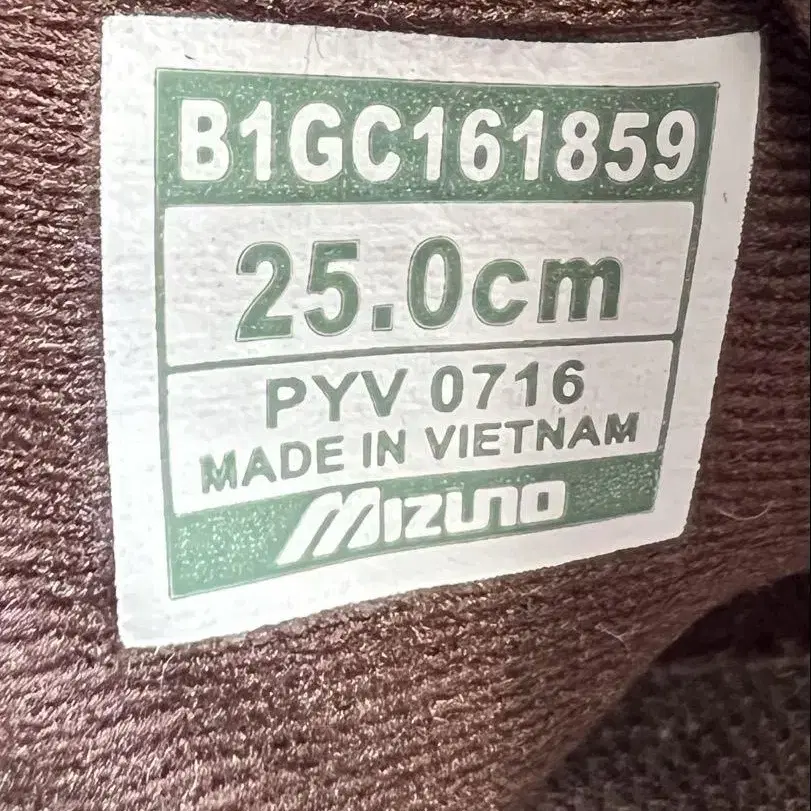 B1GC161859
25.0cm
PYV 0716
MADE IN VIETNAM
MIZUNO